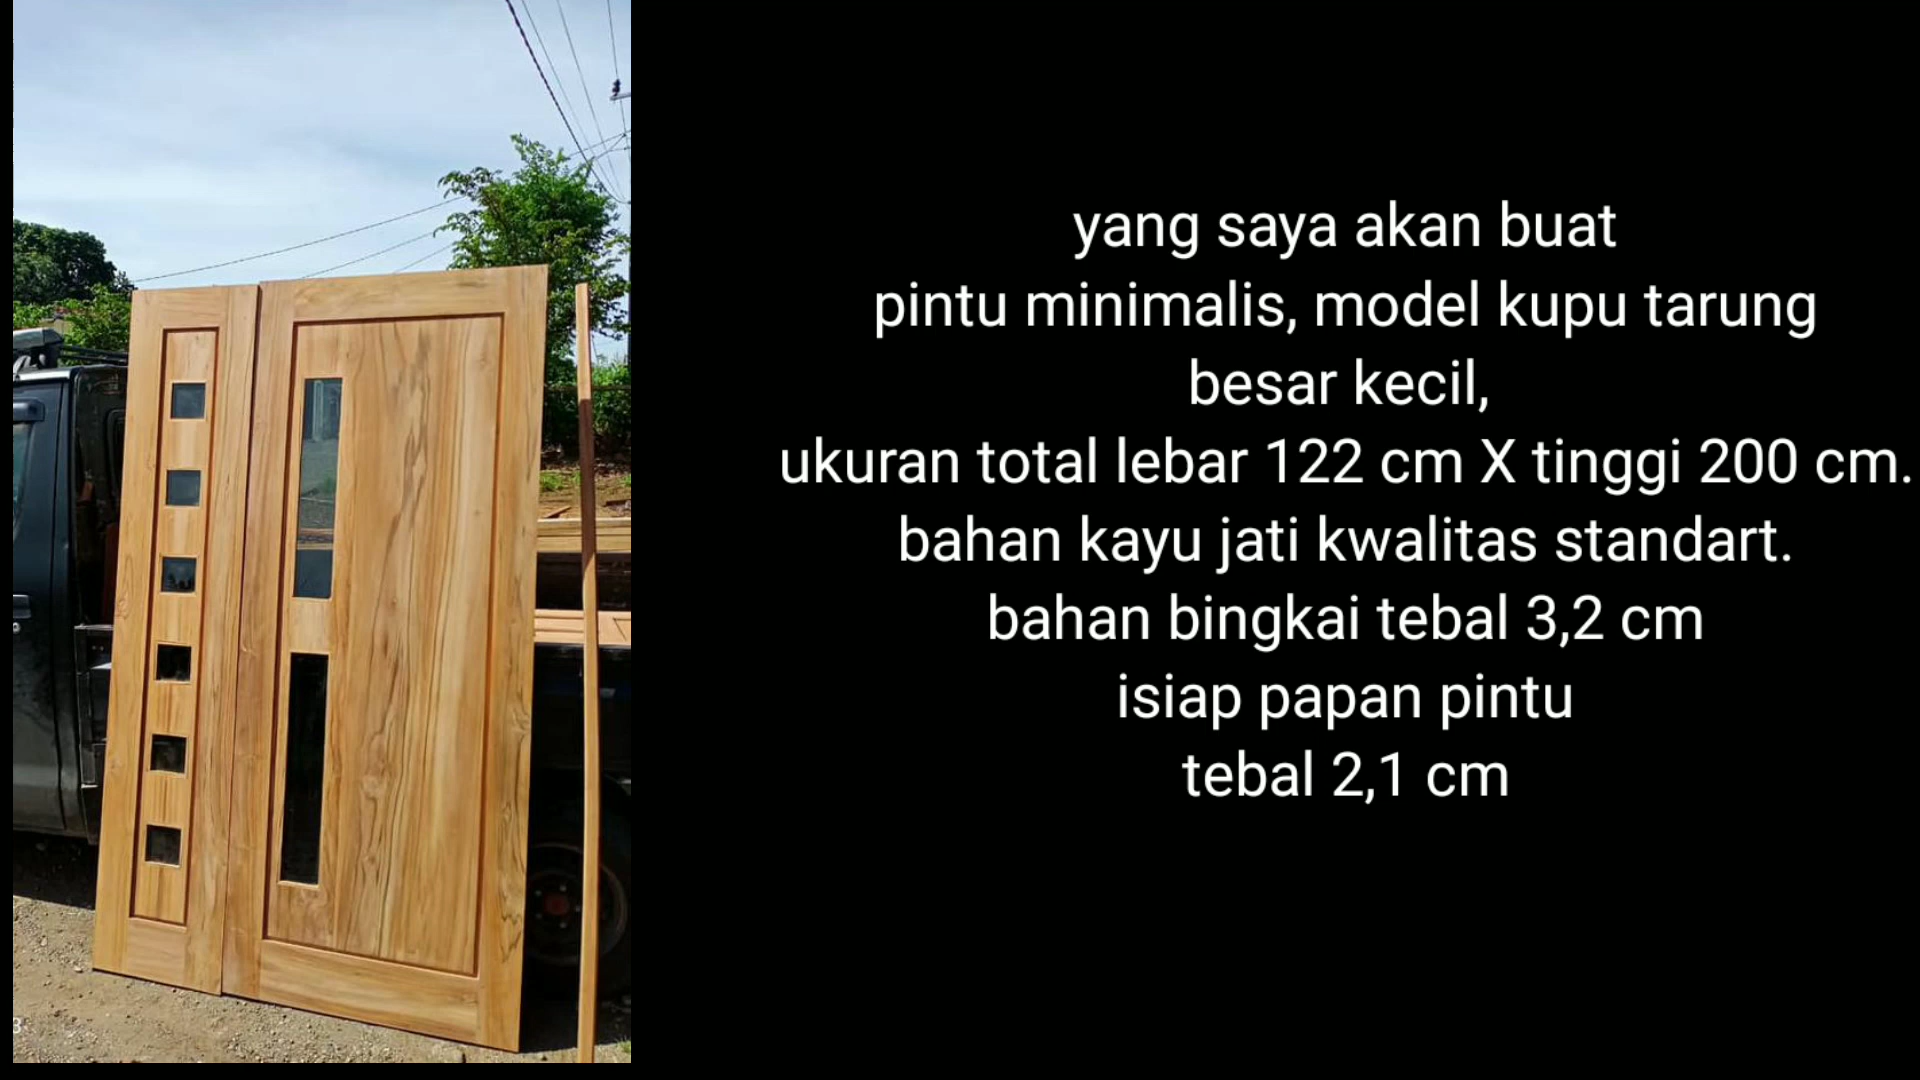 yang saya akan buat
pintu minimalis, model kupu tarung
besar kecil,
ukuran total lebar 122 cm X tinggi 200 cm.
bahan kayu jati kwalitas standart.
bahan bingkai tebal 3,2 cm
isiap papan pintu
tebal 2,1 cm
3